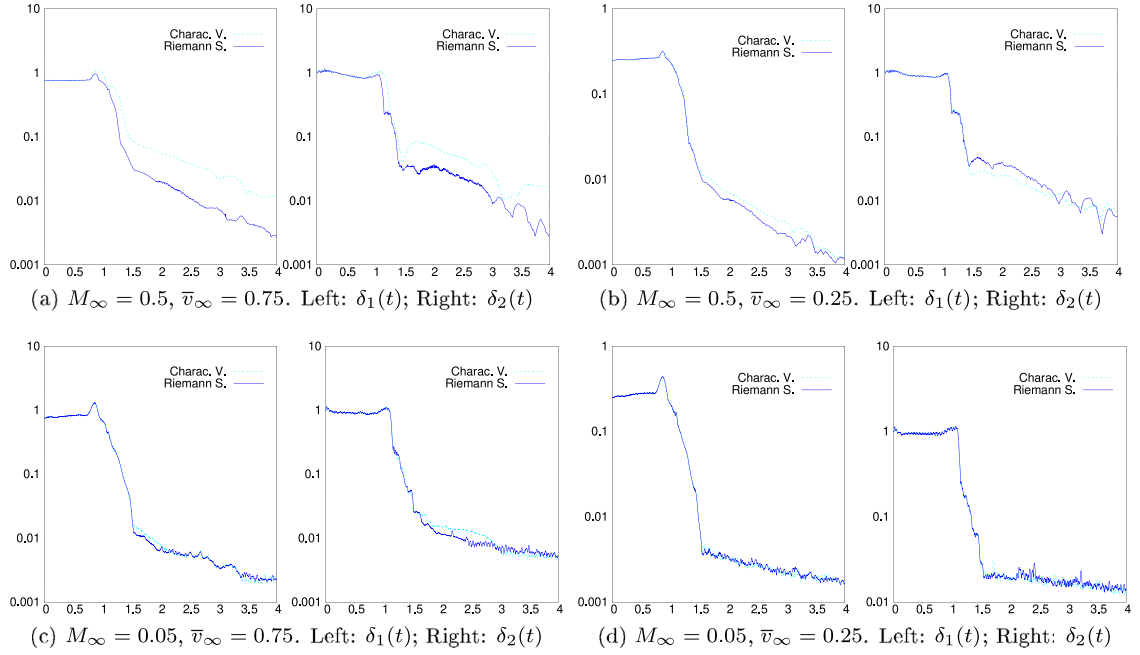 10
1
0.1
0.01
0.001
0 0.5 1 1.5 2 2.5 3 3.5 4
Charac. V.
Riemann S.
10
1
0.1
0.01
0.001
0 0.5 1 1.5 2 2.5 3 3.5 4
Charac. V.
Riemann S.
(a) M∞ = 0.5, v̅∞ = 0.75. Left: δ₁(t); Right: δ₂(t)
1
0.1
0.01
0.001
0 0.5 1 1.5 2 2.5 3 3.5 4
Charac. V.
Riemann S.
10
1
0.1
0.01
0.001
0 0.5 1 1.5 2 2.5 3 3.5 4
Charac. V.
Riemann S.
(b) M∞ = 0.5, v̅∞ = 0.25. Left: δ₁(t); Right: δ₂(t)
10
1
0.1
0.01
0.001
0 0.5 1 1.5 2 2.5 3 3.5 4
Charac. V.
Riemann S.
10
1
0.1
0.01
0.001
0 0.5 1 1.5 2 2.5 3 3.5 4
Charac. V.
Riemann S.
(c) M∞ = 0.05, v̅∞ = 0.75. Left: δ₁(t); Right: δ₂(t)
1
0.1
0.01
0.001
0 0.5 1 1.5 2 2.5 3 3.5 4
Charac. V.
Riemann S.
10
1
0.1
0.01
0 0.5 1 1.5 2 2.5 3 3.5 4
Charac. V.
Riemann S.
(d) M∞ = 0.05, v̅∞ = 0.25. Left: δ₁(t); Right: δ₂(t)